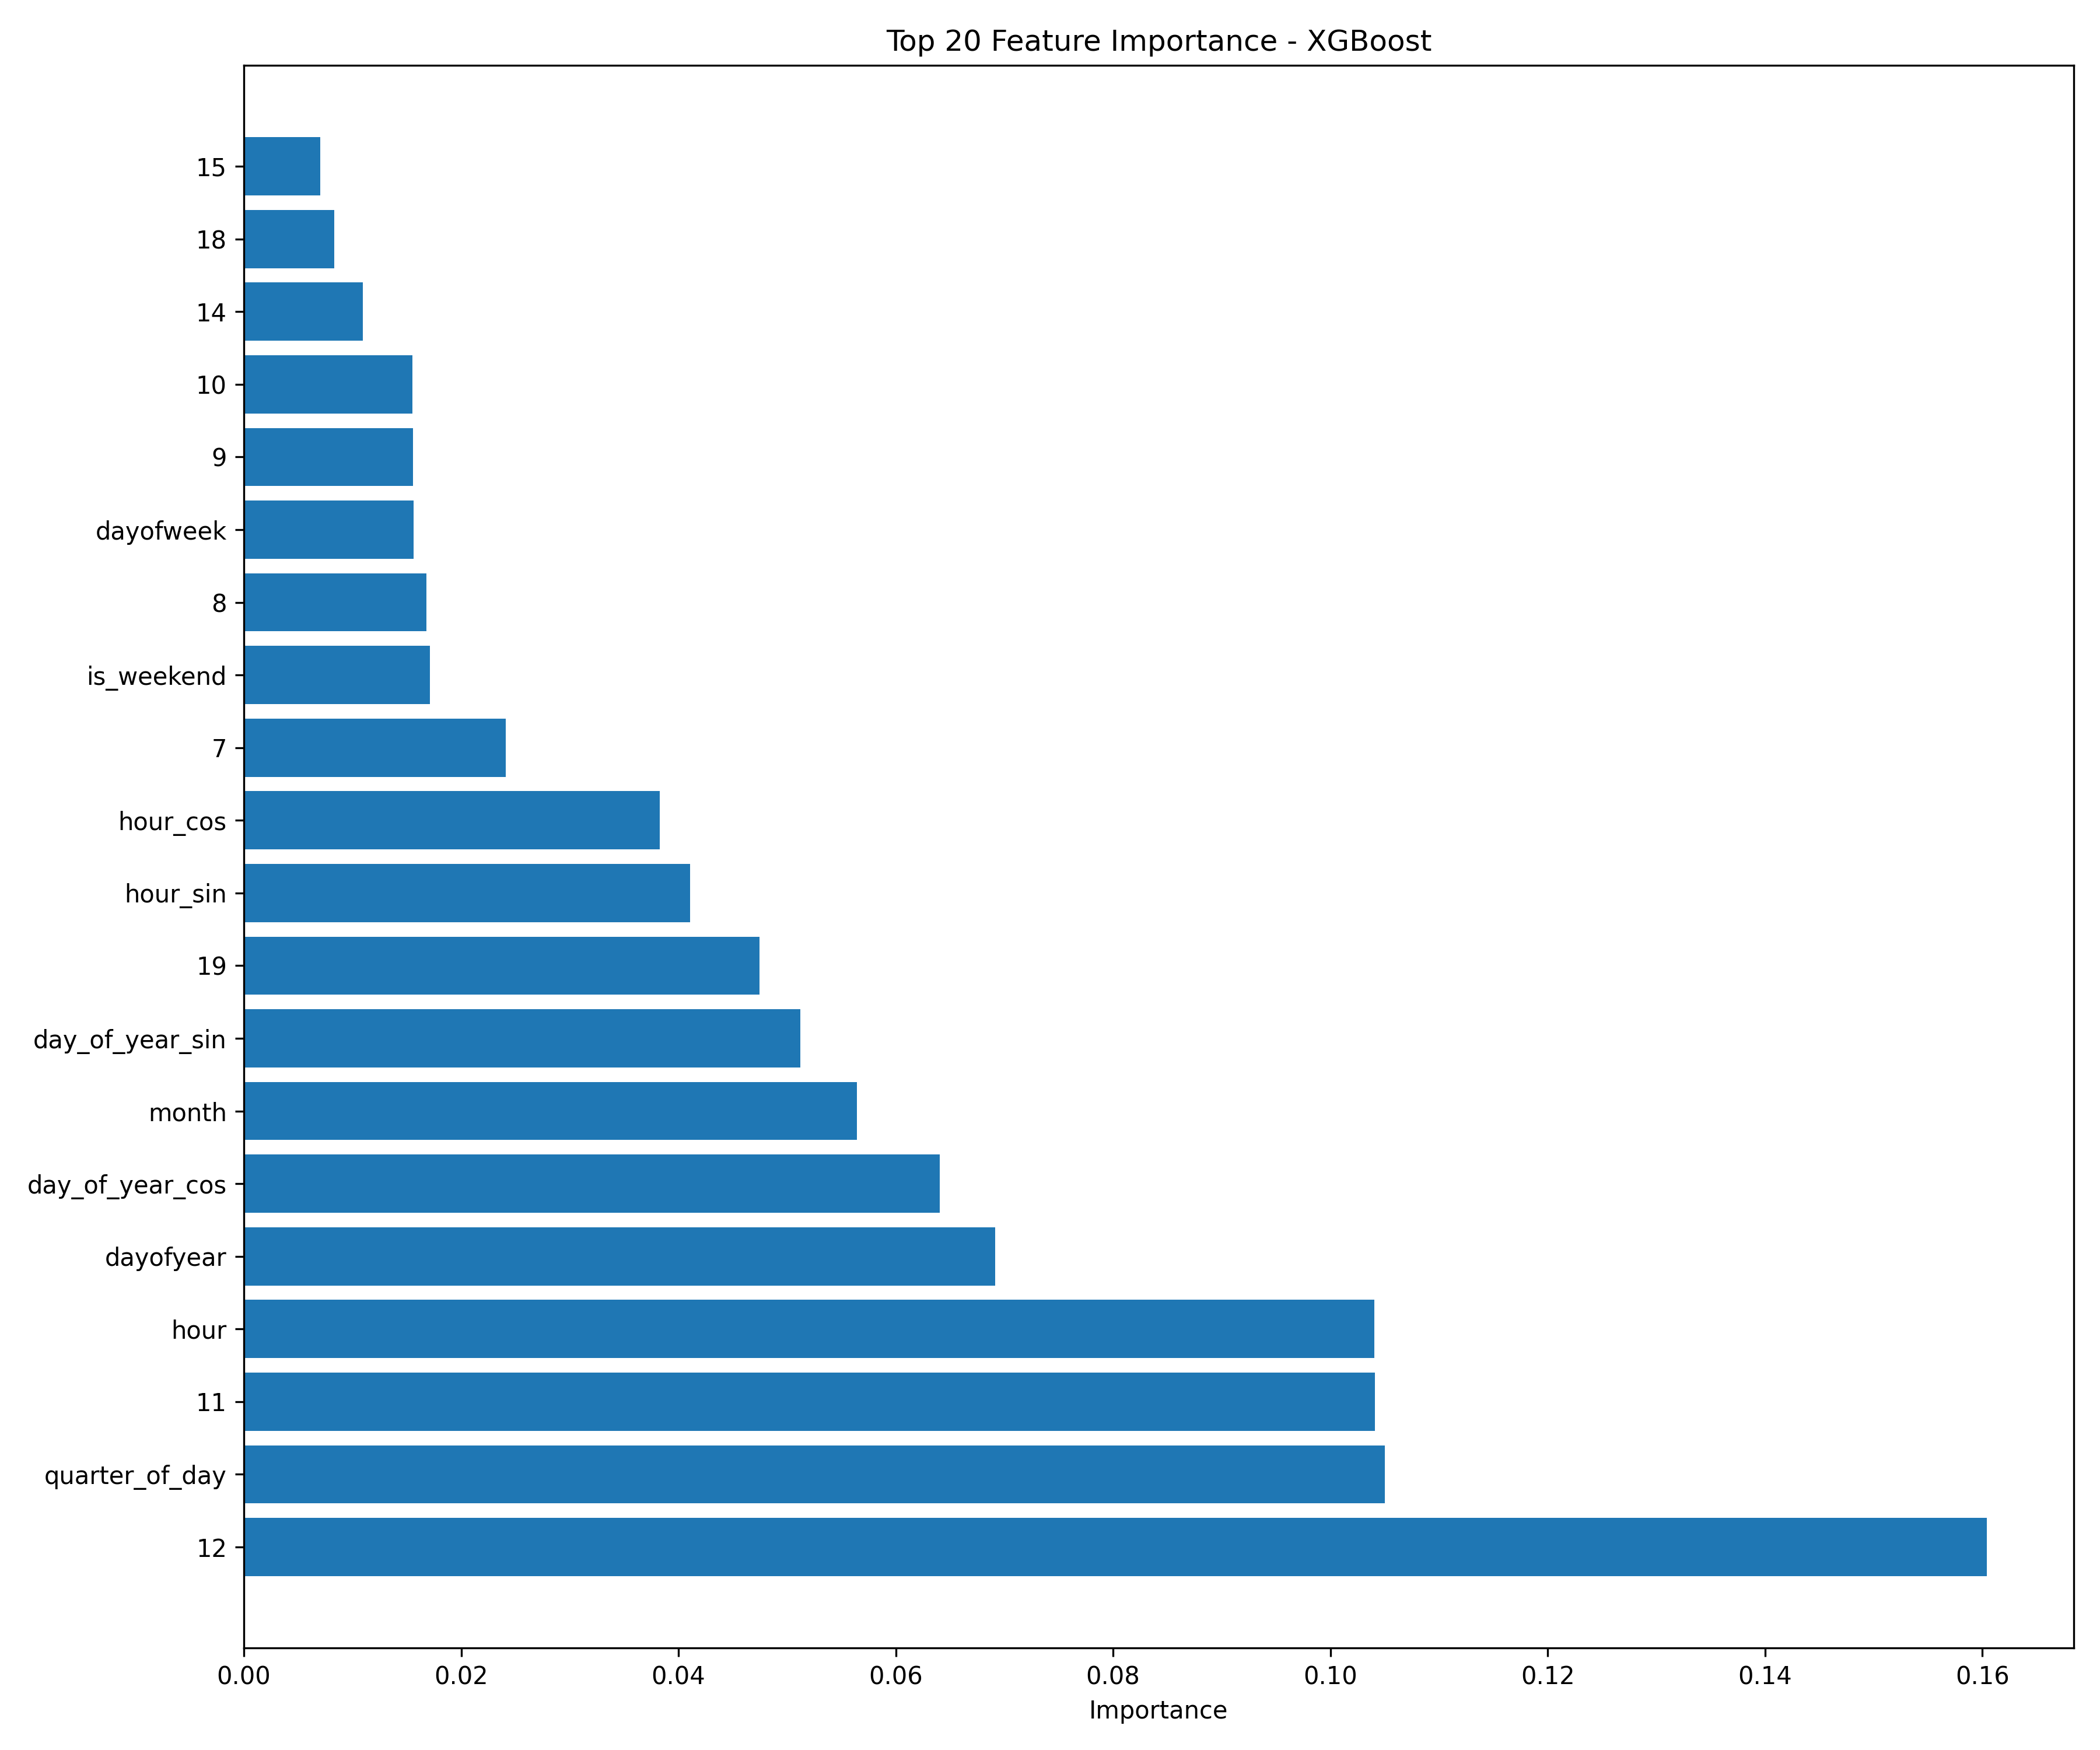 Top 20 Feature Importance - XGBoost
15
18
14
10
9
dayofweek
8
is_weekend
7
hour_cos
hour_sin
19
day_of_year_sin
month
day_of_year_cos
dayofyear
hour
11
quarter_of_day
12
0.00 0.02 0.04 0.06 0.08 0.10 0.12 0.14 0.16
Importance